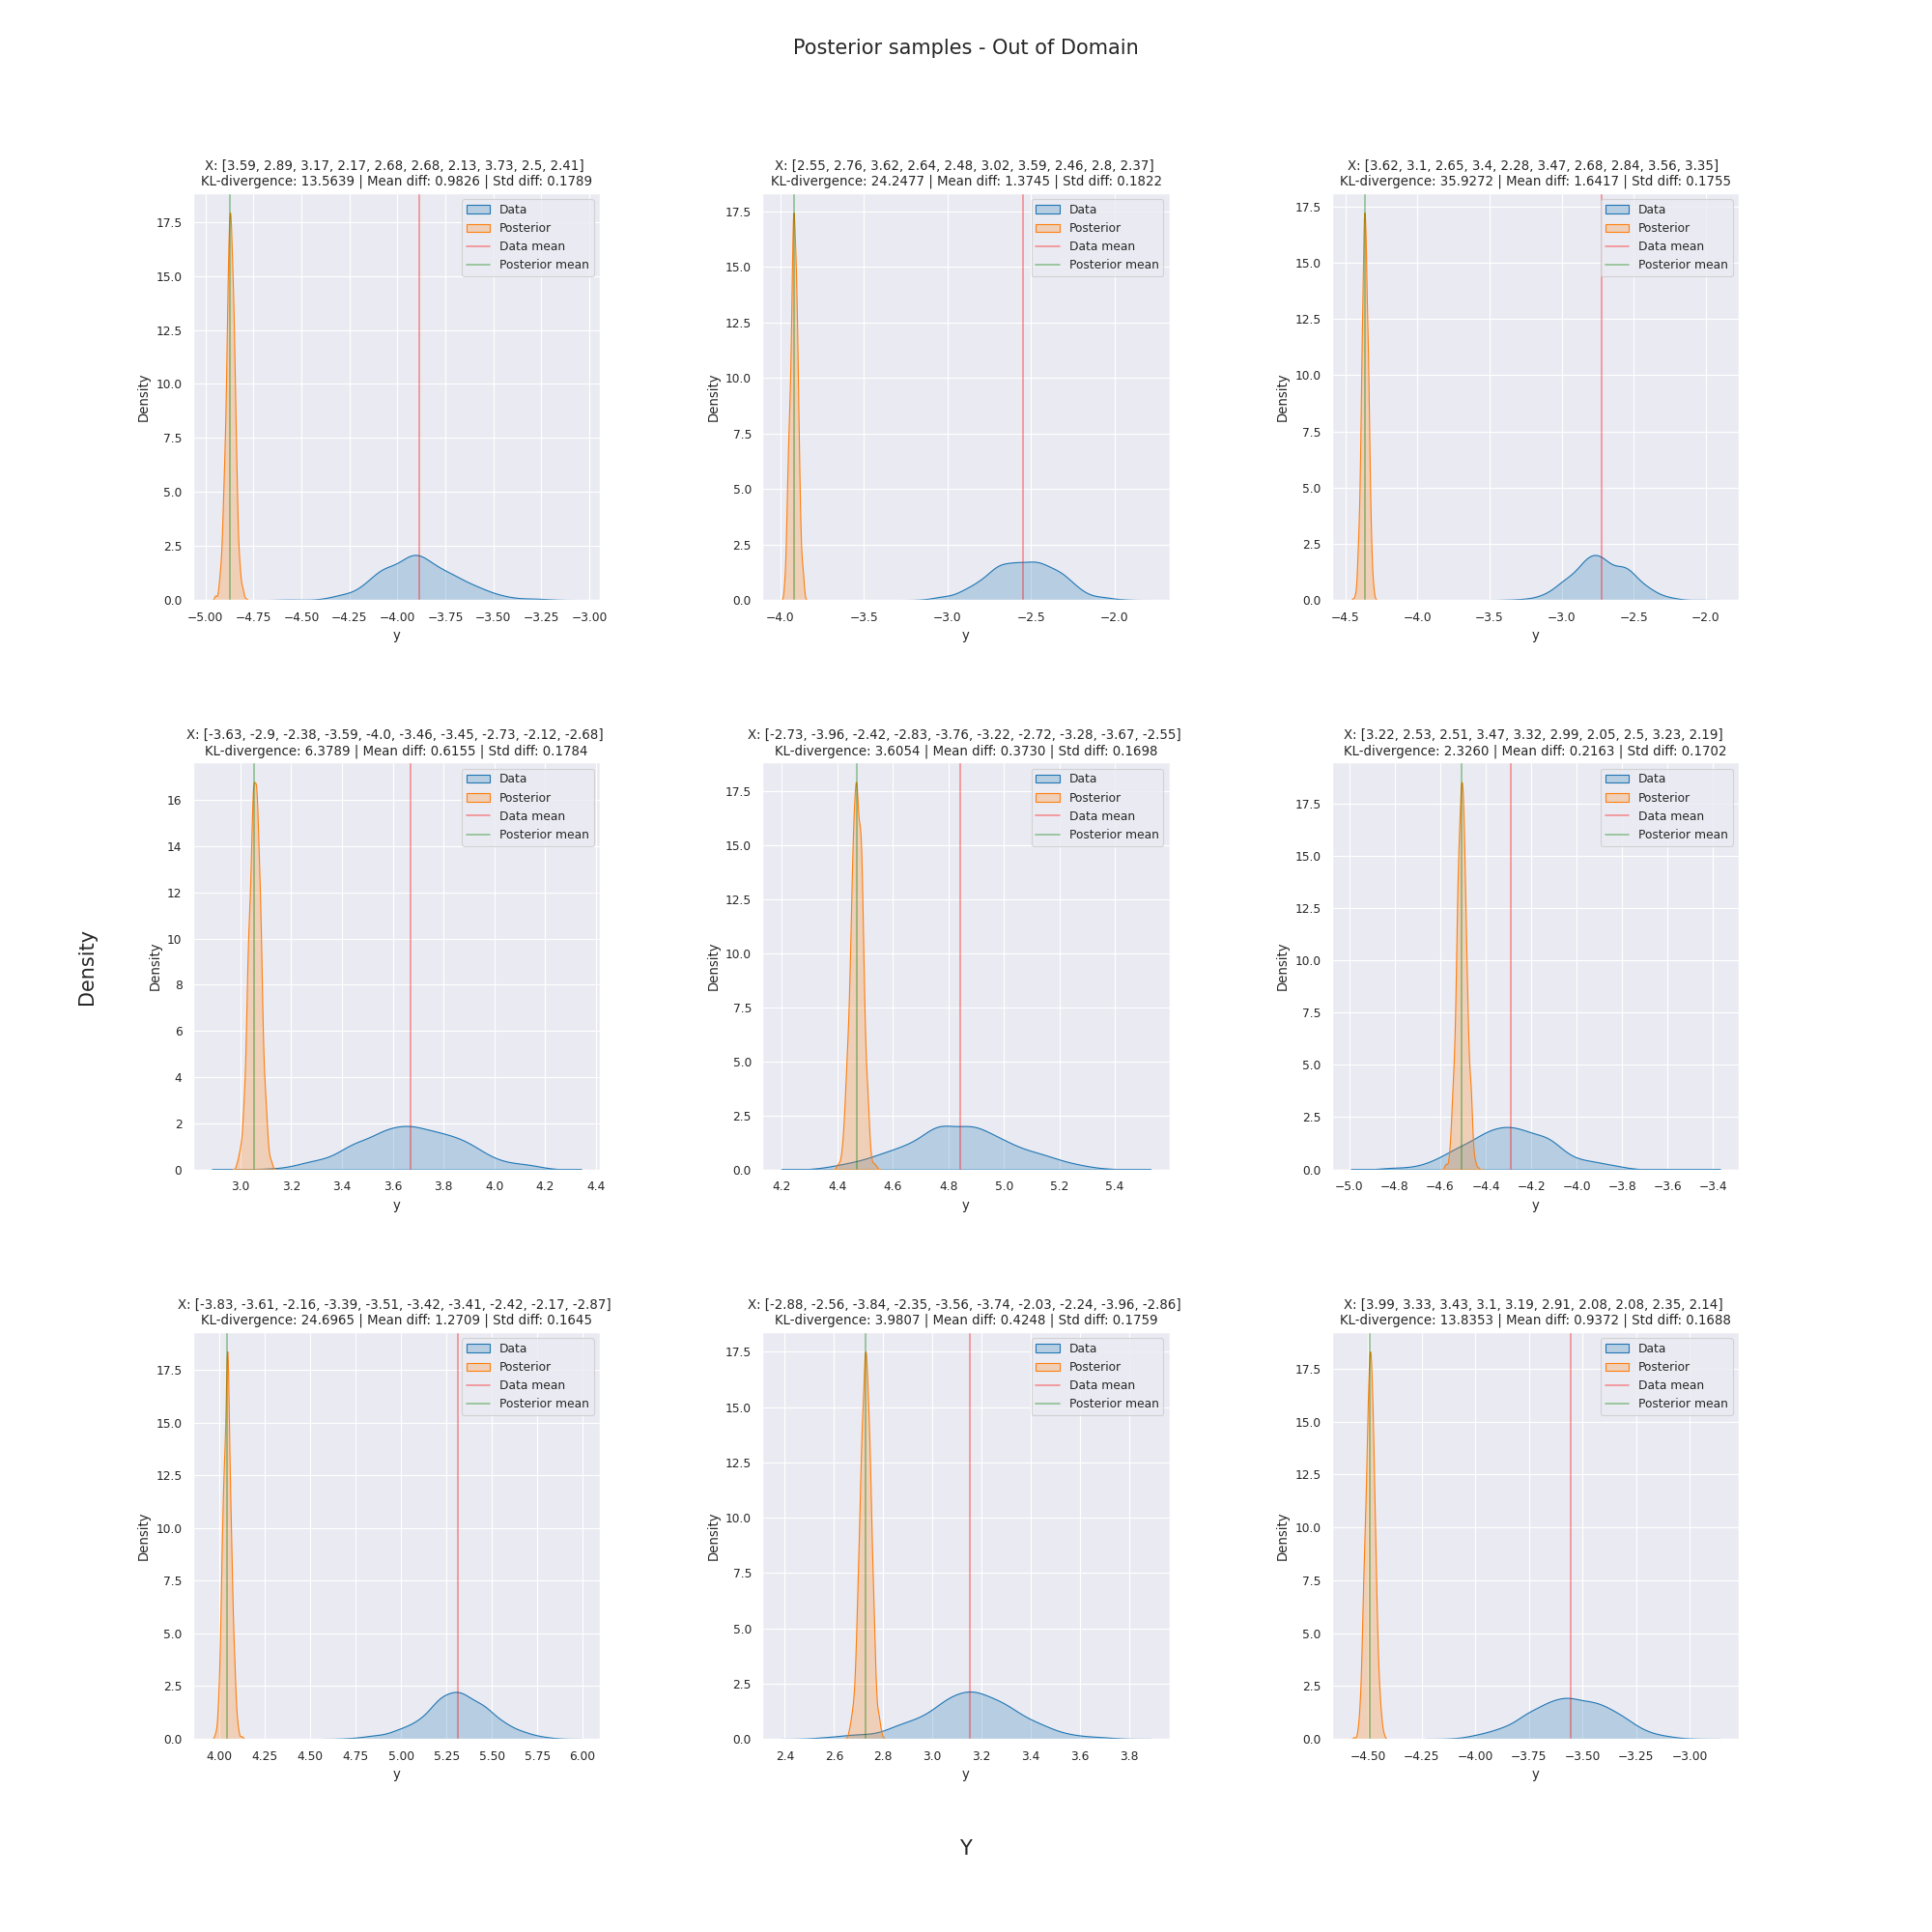 Posterior samples - Out of Domain
X: [3.59, 2.89, 3.17, 2.17, 2.68, 2.68, 2.13, 3.73, 2.5, 2.41]
KL-divergence: 13.5639 | Mean diff: 0.9826 | Std diff: 0.1789
Data
Posterior
Data mean
Posterior mean
17.5
15.0
12.5
10.0
7.5
5.0
2.5
0.0
Density
−5.00 −4.75 −4.50 −4.25 −4.00 −3.75 −3.50 −3.25 −3.00
y
X: [2.55, 2.76, 3.62, 2.64, 2.48, 3.02, 3.59, 2.46, 2.8, 2.37]
KL-divergence: 24.2477 | Mean diff: 1.3745 | Std diff: 0.1822
Data
Posterior
Data mean
Posterior mean
17.5
15.0
12.5
10.0
7.5
5.0
2.5
0.0
Density
−4.0 −3.5 −3.0 −2.5 −2.0
y
X: [3.62, 3.1, 2.65, 3.4, 2.28, 3.47, 2.68, 2.84, 3.56, 3.35]
KL-divergence: 35.9272 | Mean diff: 1.6417 | Std diff: 0.1755
Data
Posterior
Data mean
Posterior mean
17.5
15.0
12.5
10.0
7.5
5.0
2.5
0.0
Density
−4.5 −4.0 −3.5 −3.0 −2.5 −2.0
y
Density
X: [-3.63, -2.9, -2.38, -3.59, -4.0, -3.46, -3.45, -2.73, -2.12, -2.68]
KL-divergence: 6.3789 | Mean diff: 0.6155 | Std diff: 0.1784
Data
Posterior
Data mean
Posterior mean
16
14
12
10
8
6
4
2
0
Density
3.0 3.2 3.4 3.6 3.8 4.0 4.2 4.4
y
X: [-2.73, -3.96, -2.42, -2.83, -3.76, -3.22, -2.72, -3.28, -3.67, -2.55]
KL-divergence: 3.6054 | Mean diff: 0.3730 | Std diff: 0.1698
Data
Posterior
Data mean
Posterior mean
17.5
15.0
12.5
10.0
7.5
5.0
2.5
0.0
Density
4.2 4.4 4.6 4.8 5.0 5.2 5.4
y
X: [3.22, 2.53, 2.51, 3.47, 3.32, 2.99, 2.05, 2.5, 3.23, 2.19]
KL-divergence: 2.3260 | Mean diff: 0.2163 | Std diff: 0.1702
Data
Posterior
Data mean
Posterior mean
17.5
15.0
12.5
10.0
7.5
5.0
2.5
0.0
Density
−5.0 −4.8 −4.6 −4.4 −4.2 −4.0 −3.8 −3.6 −3.4
y
X: [-3.83, -3.61, -2.16, -3.39, -3.51, -3.42, -3.41, -2.42, -2.17, -2.87]
KL-divergence: 24.6965 | Mean diff: 1.2709 | Std diff: 0.1645
Data
Posterior
Data mean
Posterior mean
17.5
15.0
12.5
10.0
7.5
5.0
2.5
0.0
Density
4.00 4.25 4.50 4.75 5.00 5.25 5.50 5.75 6.00
y
X: [-2.88, -2.56, -3.84, -2.35, -3.56, -3.74, -2.03, -2.24, -3.96, -2.86]
KL-divergence: 3.9807 | Mean diff: 0.4248 | Std diff: 0.1759
Data
Posterior
Data mean
Posterior mean
17.5
15.0
12.5
10.0
7.5
5.0
2.5
0.0
Density
2.4 2.6 2.8 3.0 3.2 3.4 3.6 3.8
y
X: [3.99, 3.33, 3.43, 3.1, 3.19, 2.91, 2.08, 2.08, 2.35, 2.14]
KL-divergence: 13.8353 | Mean diff: 0.9372 | Std diff: 0.1688
Data
Posterior
Data mean
Posterior mean
17.5
15.0
12.5
10.0
7.5
5.0
2.5
0.0
Density
−4.50 −4.25 −4.00 −3.75 −3.50 −3.25 −3.00
y
Y